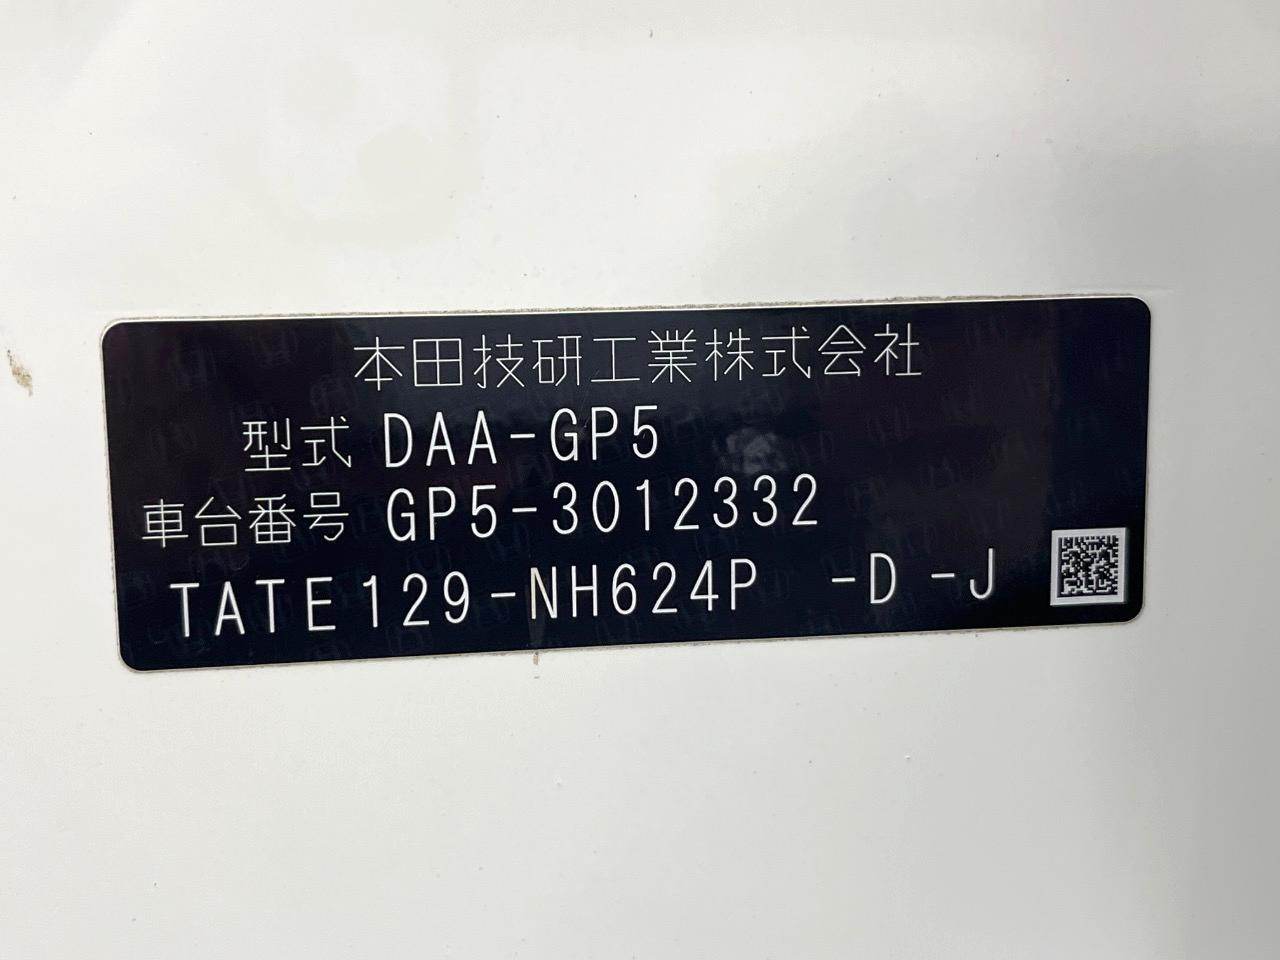 本田技研工業株式会社
型式 DAA-GP5
車台番号 GP5-3012332
TATE129-NH624P -D -J